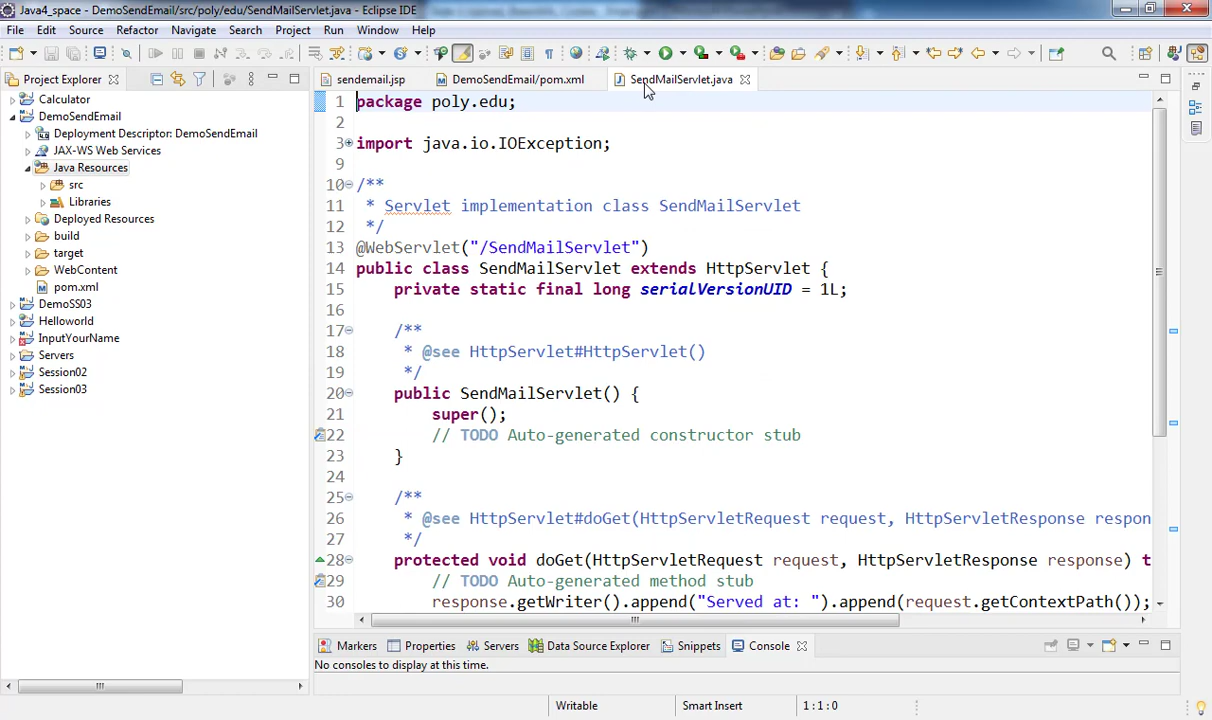 Java4_space - DemoSendEmail/src/poly/edu/SendMailServlet.java - Eclipse IDE
File Edit Source Refactor Navigate Search Project Run Window Help
Project Explorer
sendemail.jsp
DemoSendEmail/pom.xml
SendMailServlet.java
Calculator
DemoSendEmail
Deployment Descriptor: DemoSendEmail
JAX-WS Web Services
Java Resources
src
Libraries
Deployed Resources
build
target
WebContent
pom.xml
DemoSS03
Helloworld
InputYourName
Servers
Session02
Session03
1 package poly.edu;
2
3 import java.io.IOException;
9
10 /**
11 * Servlet implementation class SendMailServlet
12 */
13 @WebServlet("/SendMailServlet")
14 public class SendMailServlet extends HttpServlet {
15 private static final long serialVersionUID = 1L;
16
17 /**
18 * @see HttpServlet#HttpServlet()
19 */
20 public SendMailServlet() {
21 super();
22 // TODO Auto-generated constructor stub
23 }
24
25 /**
26 * @see HttpServlet#doGet(HttpServletRequest request, HttpServletResponse respon
27 */
28 protected void doGet(HttpServletRequest request, HttpServletResponse response) t
29 // TODO Auto-generated method stub
30 response.getWriter().append("Served at: ").append(request.getContextPath());
Markers Properties Servers Data Source Explorer Snippets Console
No consoles to display at this time.
Writable Smart Insert 1:1:0